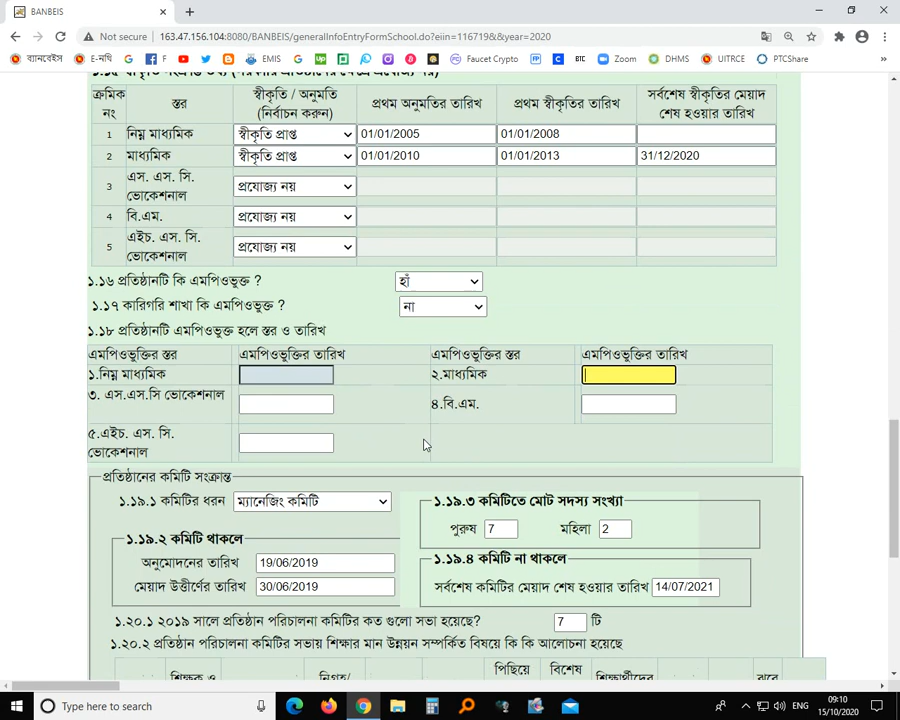 BANBEIS
Not secure | 163.47.156.104:8080/BANBEIS/generalInfoEntryFormSchool.do?eiin=116719&&year=2020
ব্যানবেইস EMIS Faucet Crypto BTC Zoom DHMS UITRCE PTCShare
ক্রমিক নং
স্তর
স্বীকৃতি / অনুমতি (নির্বাচন করুন)
প্রথম অনুমতির তারিখ
প্রথম স্বীকৃতির তারিখ
সর্বশেষ স্বীকৃতির মেয়াদ শেষ হওয়ার তারিখ
1 নিম্ন মাধ্যমিক স্বীকৃতি প্রাপ্ত 01/01/2005 01/01/2008
2 মাধ্যমিক স্বীকৃতি প্রাপ্ত 01/01/2010 01/01/2013 31/12/2020
3 এস. এস. সি. ভোকেশনাল প্রযোজ্য নয়
4 বি.এম. প্রযোজ্য নয়
5 এইচ. এস. সি. ভোকেশনাল প্রযোজ্য নয়
১.১৬ প্রতিষ্ঠানটি কি এমপিওভুক্ত ? হাঁ
১.১৭ কারিগরি শাখা কি এমপিওভুক্ত ? না
১.১৮ প্রতিষ্ঠানটি এমপিওভুক্ত হলে স্তর ও তারিখ
এমপিওভুক্তির স্তর এমপিওভুক্তির তারিখ এমপিওভুক্তির স্তর এমপিওভুক্তির তারিখ
১.নিম্ন মাধ্যমিক ২.মাধ্যমিক
৩. এস.এস.সি ভোকেশনাল ৪.বি.এম.
৫.এইচ. এস. সি. ভোকেশনাল
প্রতিষ্ঠানের কমিটি সংক্রান্ত
১.১৯.১ কমিটির ধরন ম্যানেজিং কমিটি
১.১৯.৩ কমিটিতে মোট সদস্য সংখ্যা
পুরুষ 7 মহিলা 2
১.১৯.২ কমিটি থাকলে
অনুমোদনের তারিখ 19/06/2019
মেয়াদ উত্তীর্ণের তারিখ 30/06/2019
১.১৯.৪ কমিটি না থাকলে
সর্বশেষ কমিটির মেয়াদ শেষ হওয়ার তারিখ 14/07/2021
১.২০.১ ২০১৯ সালে প্রতিষ্ঠান পরিচালনা কমিটির কত গুলো সভা হয়েছে? 7 টি
১.২০.২ প্রতিষ্ঠান পরিচালনা কমিটির সভায় শিক্ষার মান উন্নয়ন সম্পর্কিত বিষয়ে কি কি আলোচনা হয়েছে
পিছিয়ে বিশেষ
Type here to search
09:10
15/10/2020